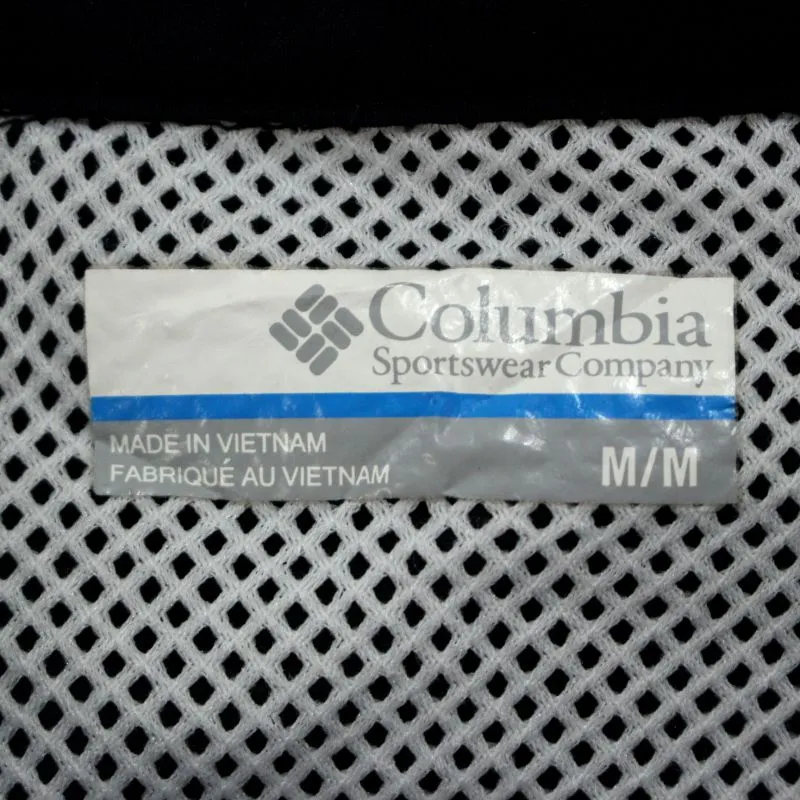 Columbia
Sportswear Company
MADE IN VIETNAM
FABRIQUÉ AU VIETNAM
M/M